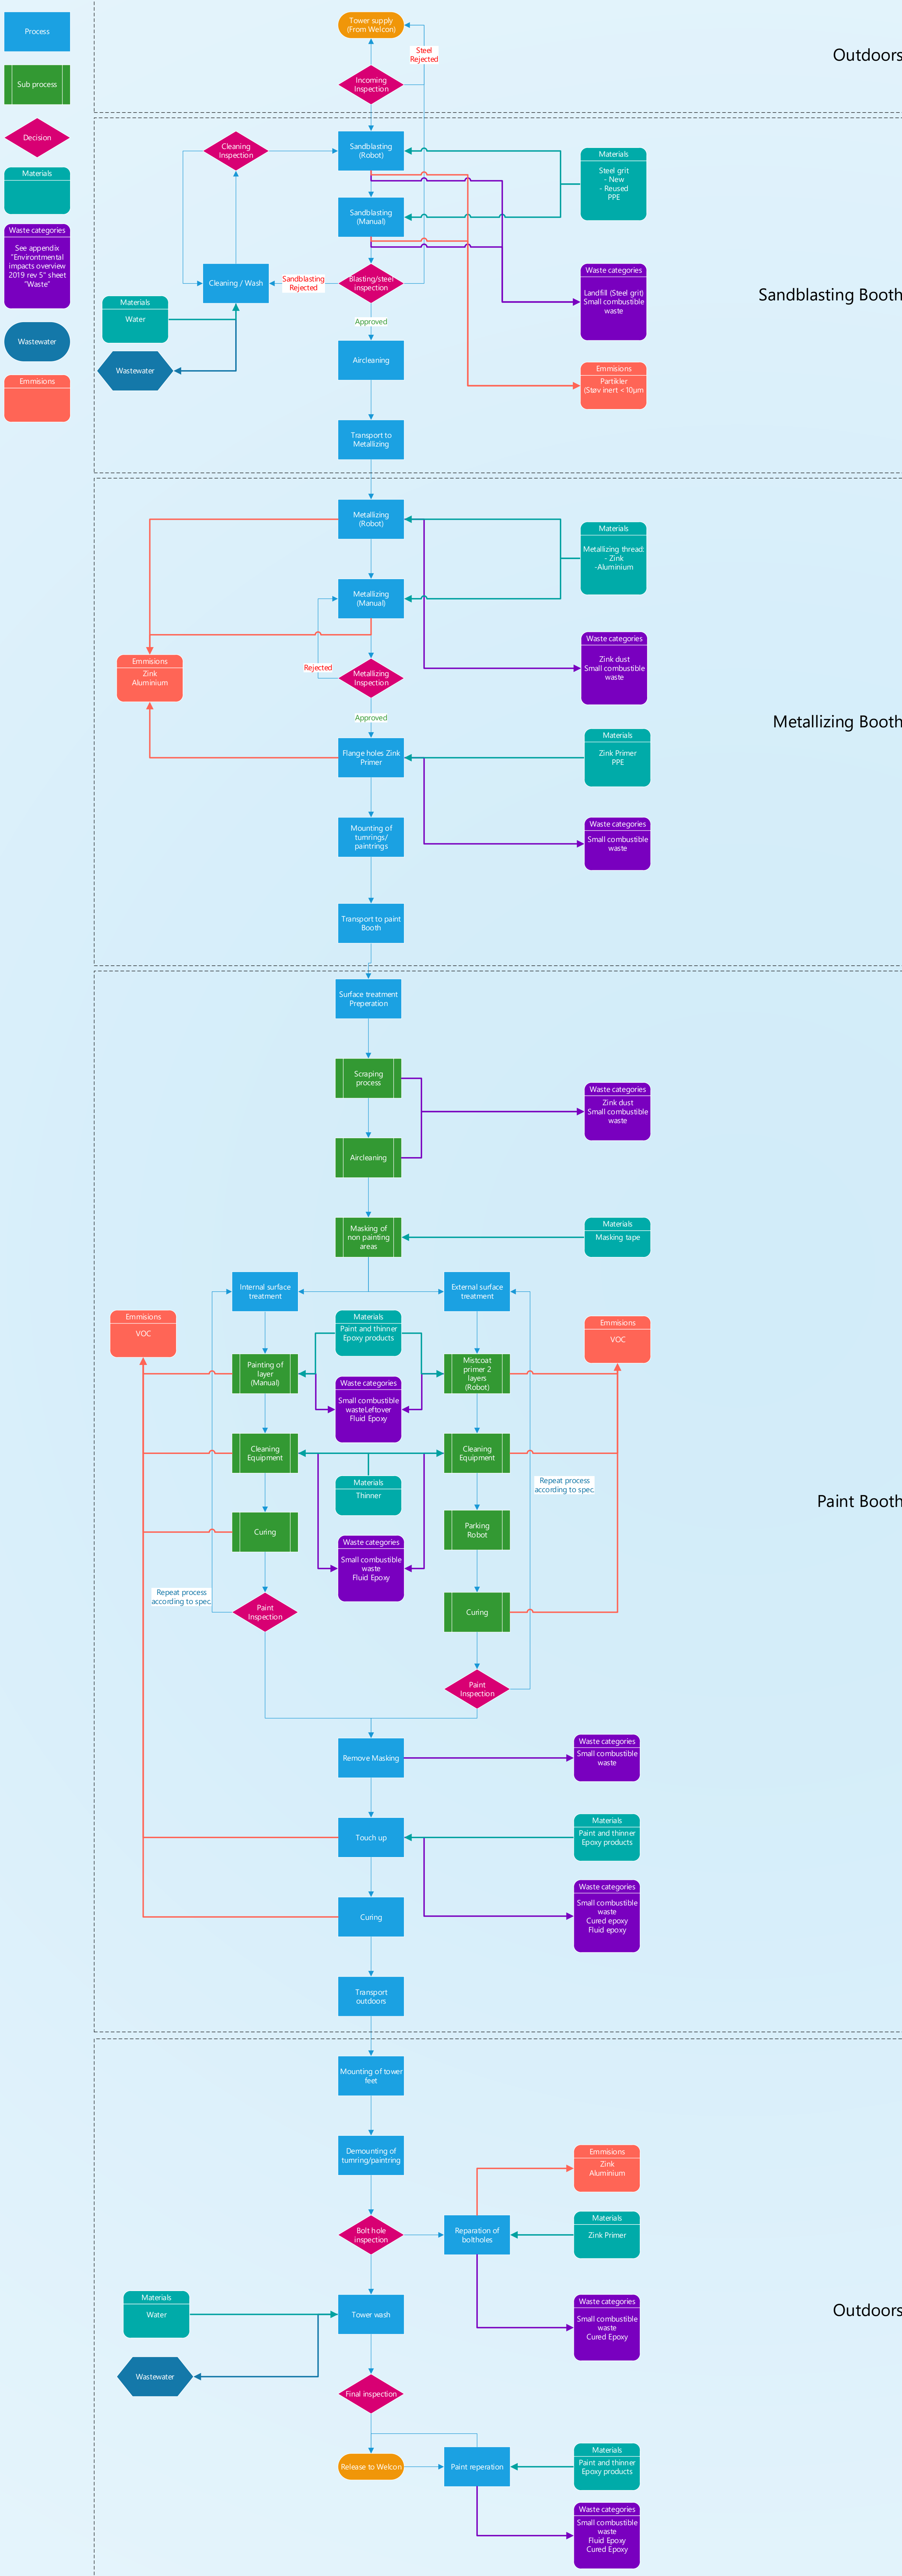 Process
Sub process
Decision
Materials
Waste categories
See appendix
"Environtmental
impacts overview
2019 rev 5" sheet
"Waste"
Wastewater
Emmisions
Outdoors
Tower supply
(From Welcon)
Steel
Rejected
Incoming
Inspection
Sandblasting Booth
Cleaning
Inspection
Sandblasting
(Robot)
Materials
Steel grit
- New
- Reused
PPE
Sandblasting
(Manual)
Cleaning / Wash
Sandblasting
Rejected
Blasting/steel
inspection
Waste categories
Landfill (Steel grit)
Small combustible
waste
Materials
Water
Approved
Wastewater
Aircleaning
Emmisions
Partikler
(Støv inert <10µm
Transport to
Metallizing
Metallizing Booth
Metallizing
(Robot)
Materials
Metallizing thread:
- Zink
-Aluminium
Metallizing
(Manual)
Emmisions
Zink
Aluminium
Rejected
Metallizing
Inspection
Waste categories
Zink dust
Small combustible
waste
Approved
Flange holes Zink
Primer
Materials
Zink Primer
PPE
Mounting of
turnrings/
paintrings
Waste categories
Small combustible
waste
Transport to paint
Booth
Paint Booth
Surface treatment
Preperation
Scraping
process
Waste categories
Zink dust
Small combustible
waste
Aircleaning
Masking of
non painting
areas
Materials
Masking tape
Internal surface
treatment
External surface
treatment
Emmisions
VOC
Materials
Paint and thinner
Epoxy products
Emmisions
VOC
Painting of
layer
(Manual)
Mistcoat
primer 2
layers
(Robot)
Waste categories
Small combustible
wasteLeftover
Fluid Epoxy
Cleaning
Equipment
Cleaning
Equipment
Materials
Thinner
Repeat process
according to spec.
Curing
Parking
Robot
Waste categories
Small combustible
waste
Fluid Epoxy
Repeat process
according to spec.
Paint
Inspection
Curing
Paint
Inspection
Remove Masking
Waste categories
Small combustible
waste
Touch up
Materials
Paint and thinner
Epoxy products
Curing
Waste categories
Small combustible
waste
Cured epoxy
Fluid epoxy
Transport
outdoors
Outdoors
Mounting of tower
feet
Demounting of
turnring/paintring
Emmisions
Zink
Aluminium
Bolt hole
inspection
Reparation of
boltholes
Materials
Zink Primer
Materials
Water
Tower wash
Waste categories
Small combustible
waste
Cured Epoxy
Wastewater
Final inspection
Release to Welcon
Paint reperation
Materials
Paint and thinner
Epoxy products
Waste categories
Small combustible
waste
Fluid Epoxy
Cured Epoxy